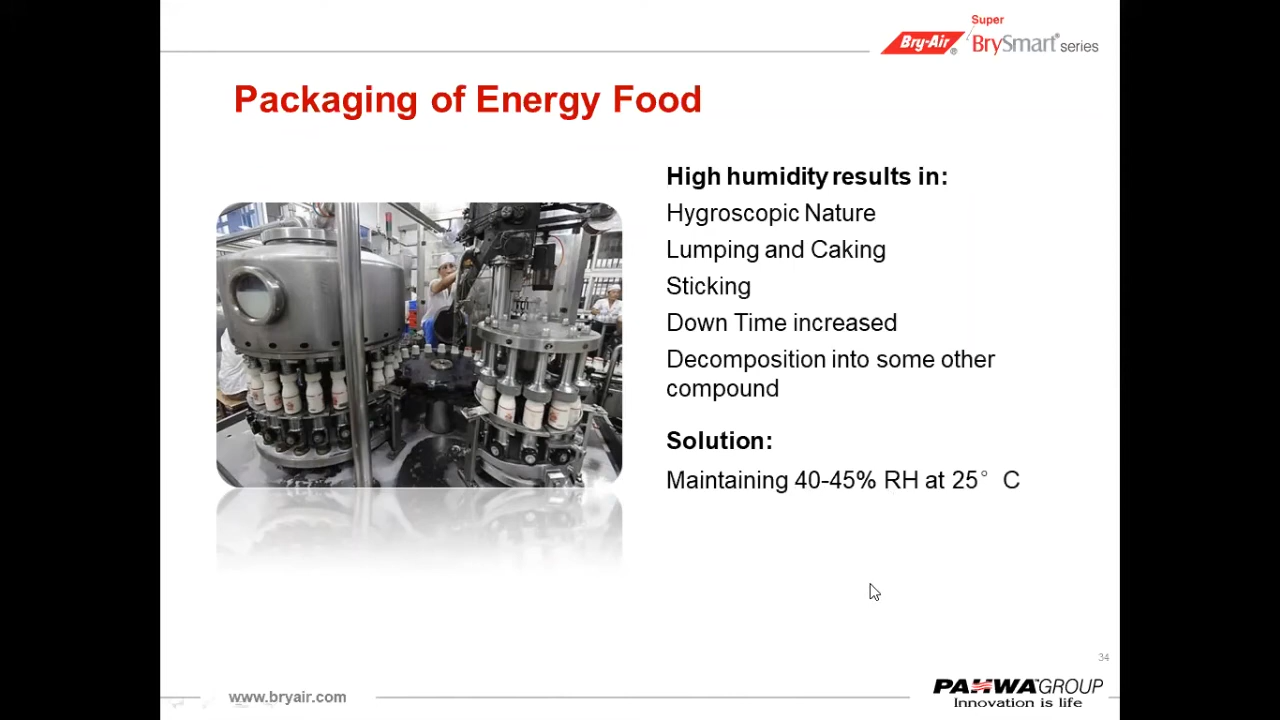 Super
Bry-Air® BrySmart® series
Packaging of Energy Food
High humidity results in:
Hygroscopic Nature
Lumping and Caking
Sticking
Down Time increased
Decomposition into some other
compound
Solution:
Maintaining 40-45% RH at 25° C
34
www.bryair.com
PAHWA GROUP
Innovation is life